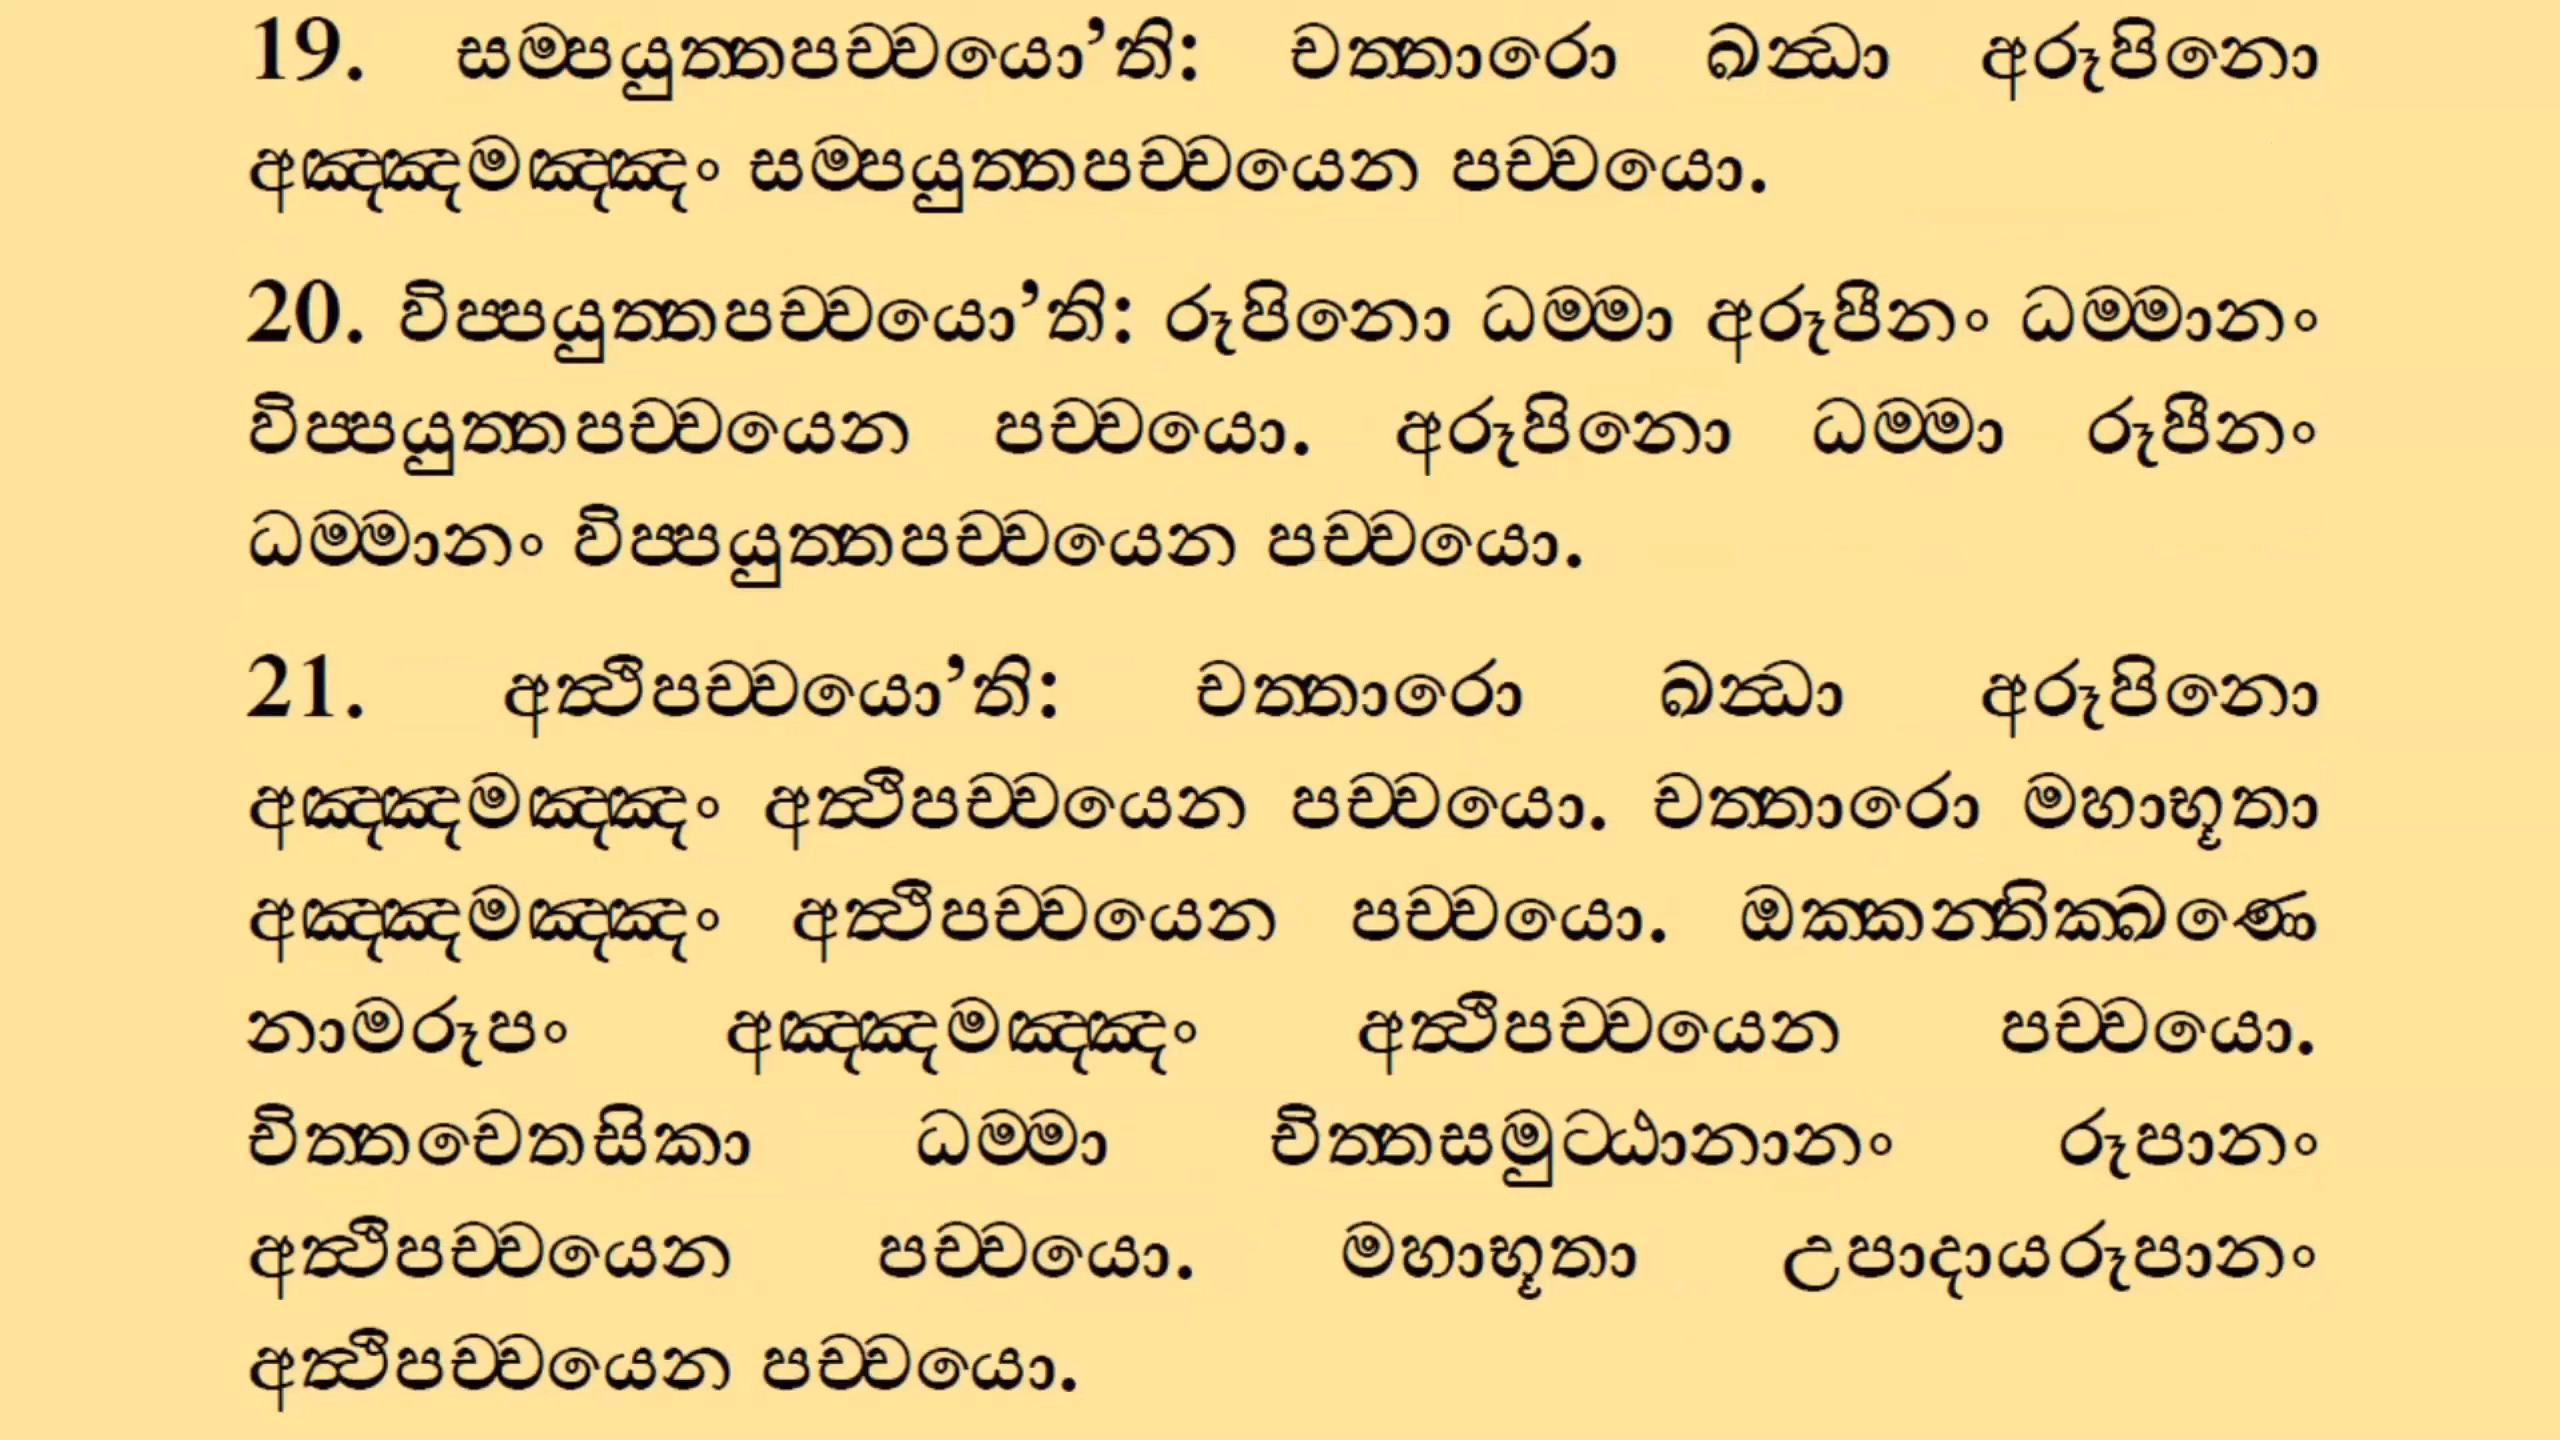 19. සම්පයුත්තපච්චයො’ති: චත්තාරො ඛන්ධා අරූපිනො
අඤ්ඤමඤ්ඤං සම්පයුත්තපච්චයෙන පච්චයො.
20. විප්පයුත්තපච්චයො’ති: රූපිනො ධම්මා අරූපීනං ධම්මානං
විප්පයුත්තපච්චයෙන පච්චයො. අරූපිනො ධම්මා රූපීනං
ධම්මානං විප්පයුත්තපච්චයෙන පච්චයො.
21. අත්ථිපච්චයො’ති: චත්තාරො ඛන්ධා අරූපිනො
අඤ්ඤමඤ්ඤං අත්ථිපච්චයෙන පච්චයො. චත්තාරො මහාභූතා
අඤ්ඤමඤ්ඤං අත්ථිපච්චයෙන පච්චයො. ඔක්කන්තික්ඛණෙ
නාමරූපං අඤ්ඤමඤ්ඤං අත්ථිපච්චයෙන පච්චයො.
චිත්තචෙතසිකා ධම්මා චිත්තසමුට්ඨානානං රූපානං
අත්ථිපච්චයෙන පච්චයො. මහාභූතා උපාදායරූපානං
අත්ථිපච්චයෙන පච්චයො.